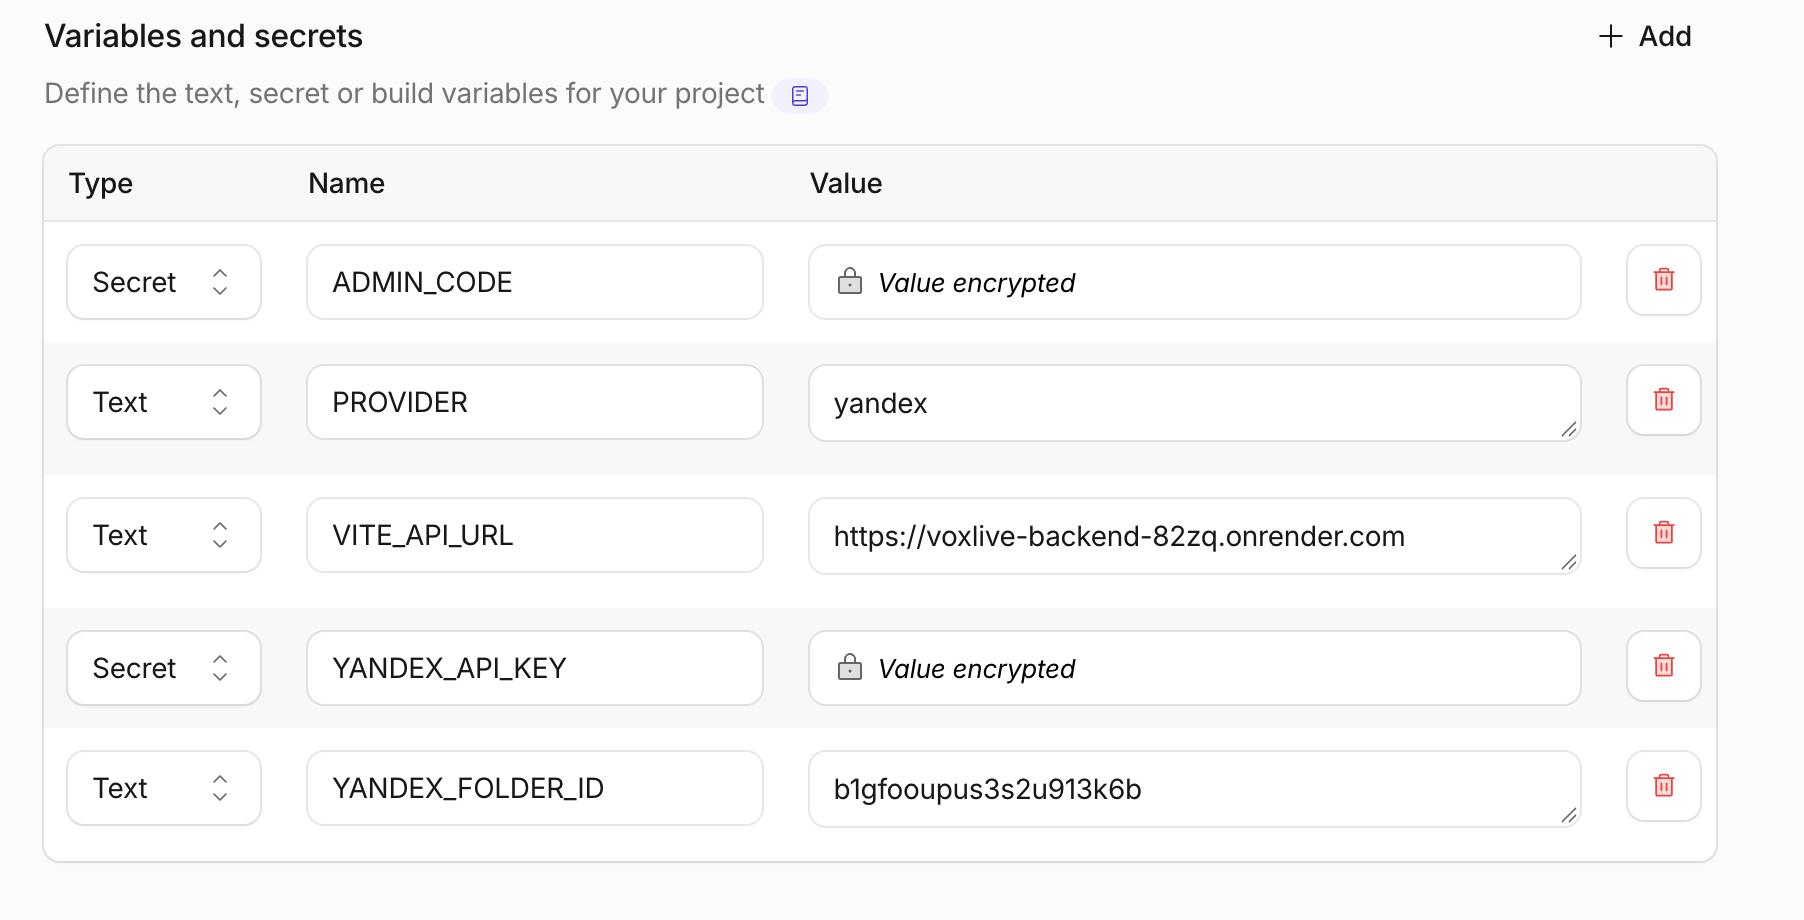 Variables and secrets
+ Add
Define the text, secret or build variables for your project
Type Name Value
Secret ADMIN_CODE Value encrypted
Text PROVIDER yandex
Text VITE_API_URL https://voxlive-backend-82zq.onrender.com
Secret YANDEX_API_KEY Value encrypted
Text YANDEX_FOLDER_ID b1gfooupus3s2u913k6b